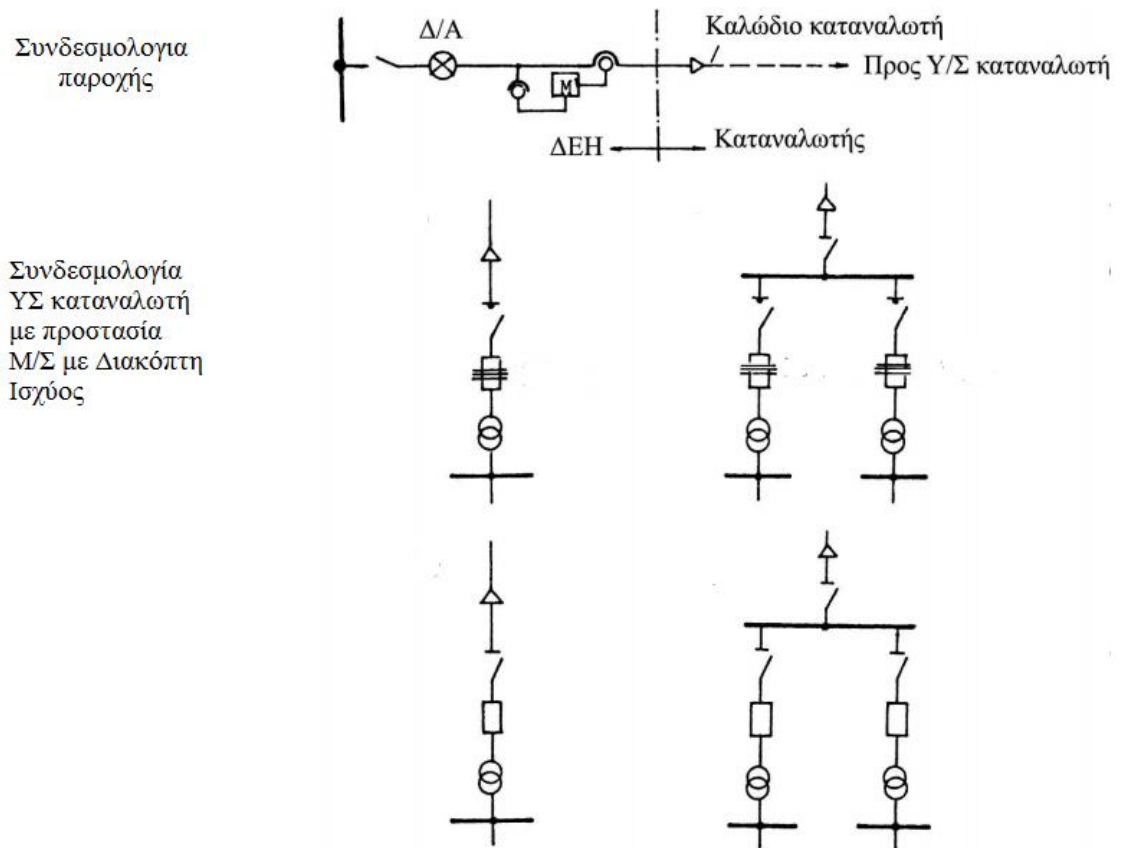 Συνδεσμολογια
παροχής
Δ/Α
Μ
Καλώδιο καταναλωτή
Προς Υ/Σ καταναλωτή
ΔΕΗ
Καταναλωτής
Συνδεσμολογία
ΥΣ καταναλωτή
με προστασία
Μ/Σ με Διακόπτη
Ισχύος